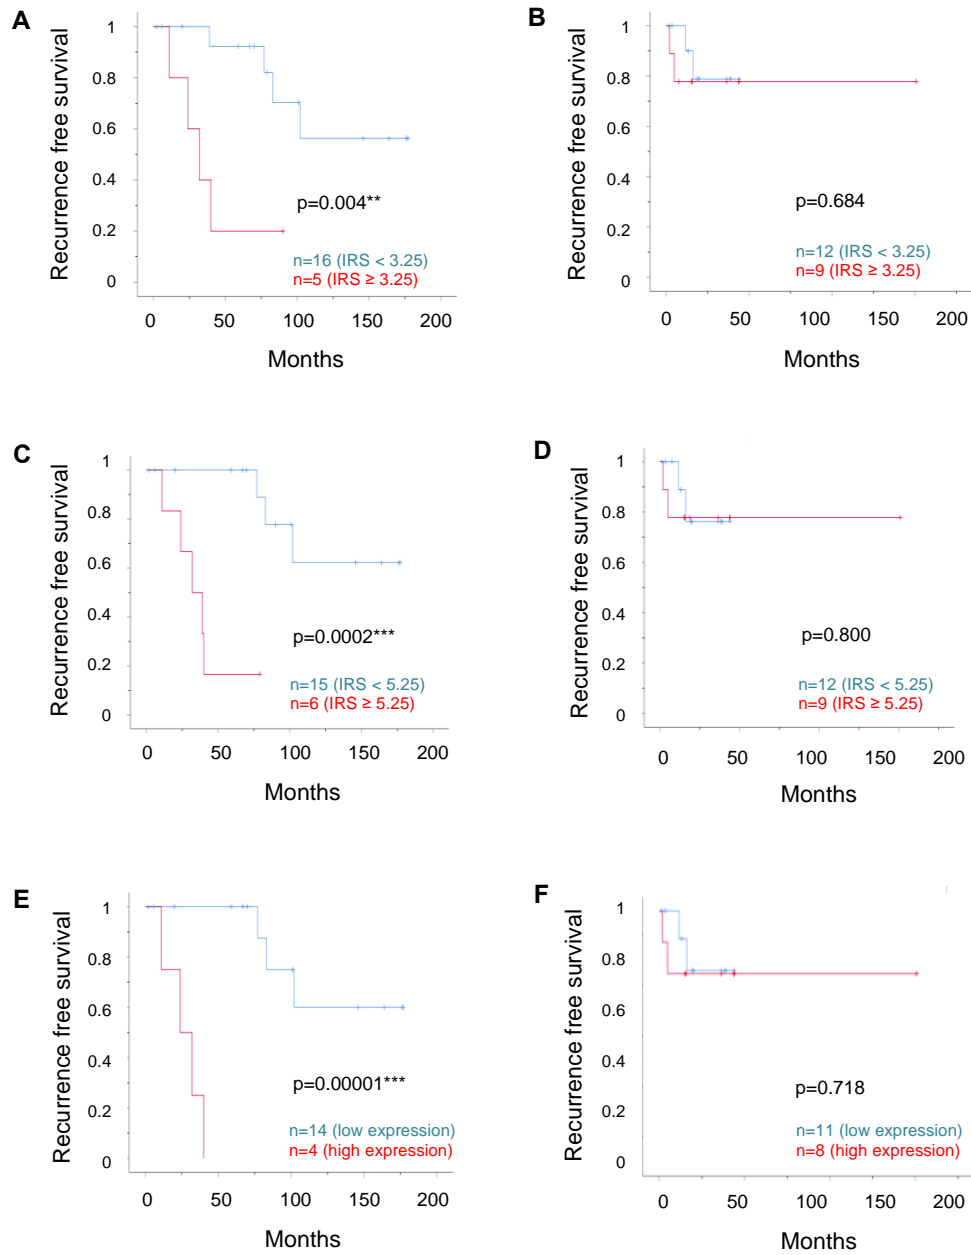 A
Recurrence free survival
1
0.8
0.6
0.4
0.2
0
p=0.004**
n=16 (IRS < 3.25)
n=5 (IRS ≥ 3.25)
0 50 100 150 200
Months
B
Recurrence free survival
1
0.8
0.6
0.4
0.2
0
p=0.684
n=12 (IRS < 3.25)
n=9 (IRS ≥ 3.25)
0 50 100 150 200
Months
C
Recurrence free survival
1
0.8
0.6
0.4
0.2
0
p=0.0002***
n=15 (IRS < 5.25)
n=6 (IRS ≥ 5.25)
0 50 100 150 200
Months
D
Recurrence free survival
1
0.8
0.6
0.4
0.2
0
p=0.800
n=12 (IRS < 5.25)
n=9 (IRS ≥ 5.25)
0 50 100 150 200
Months
E
Recurrence free survival
1
0.8
0.6
0.4
0.2
0
p=0.00001***
n=14 (low expression)
n=4 (high expression)
0 50 100 150 200
Months
F
Recurrence free survival
1
0.8
0.6
0.4
0.2
0
p=0.718
n=11 (low expression)
n=8 (high expression)
0 50 100 150 200
Months